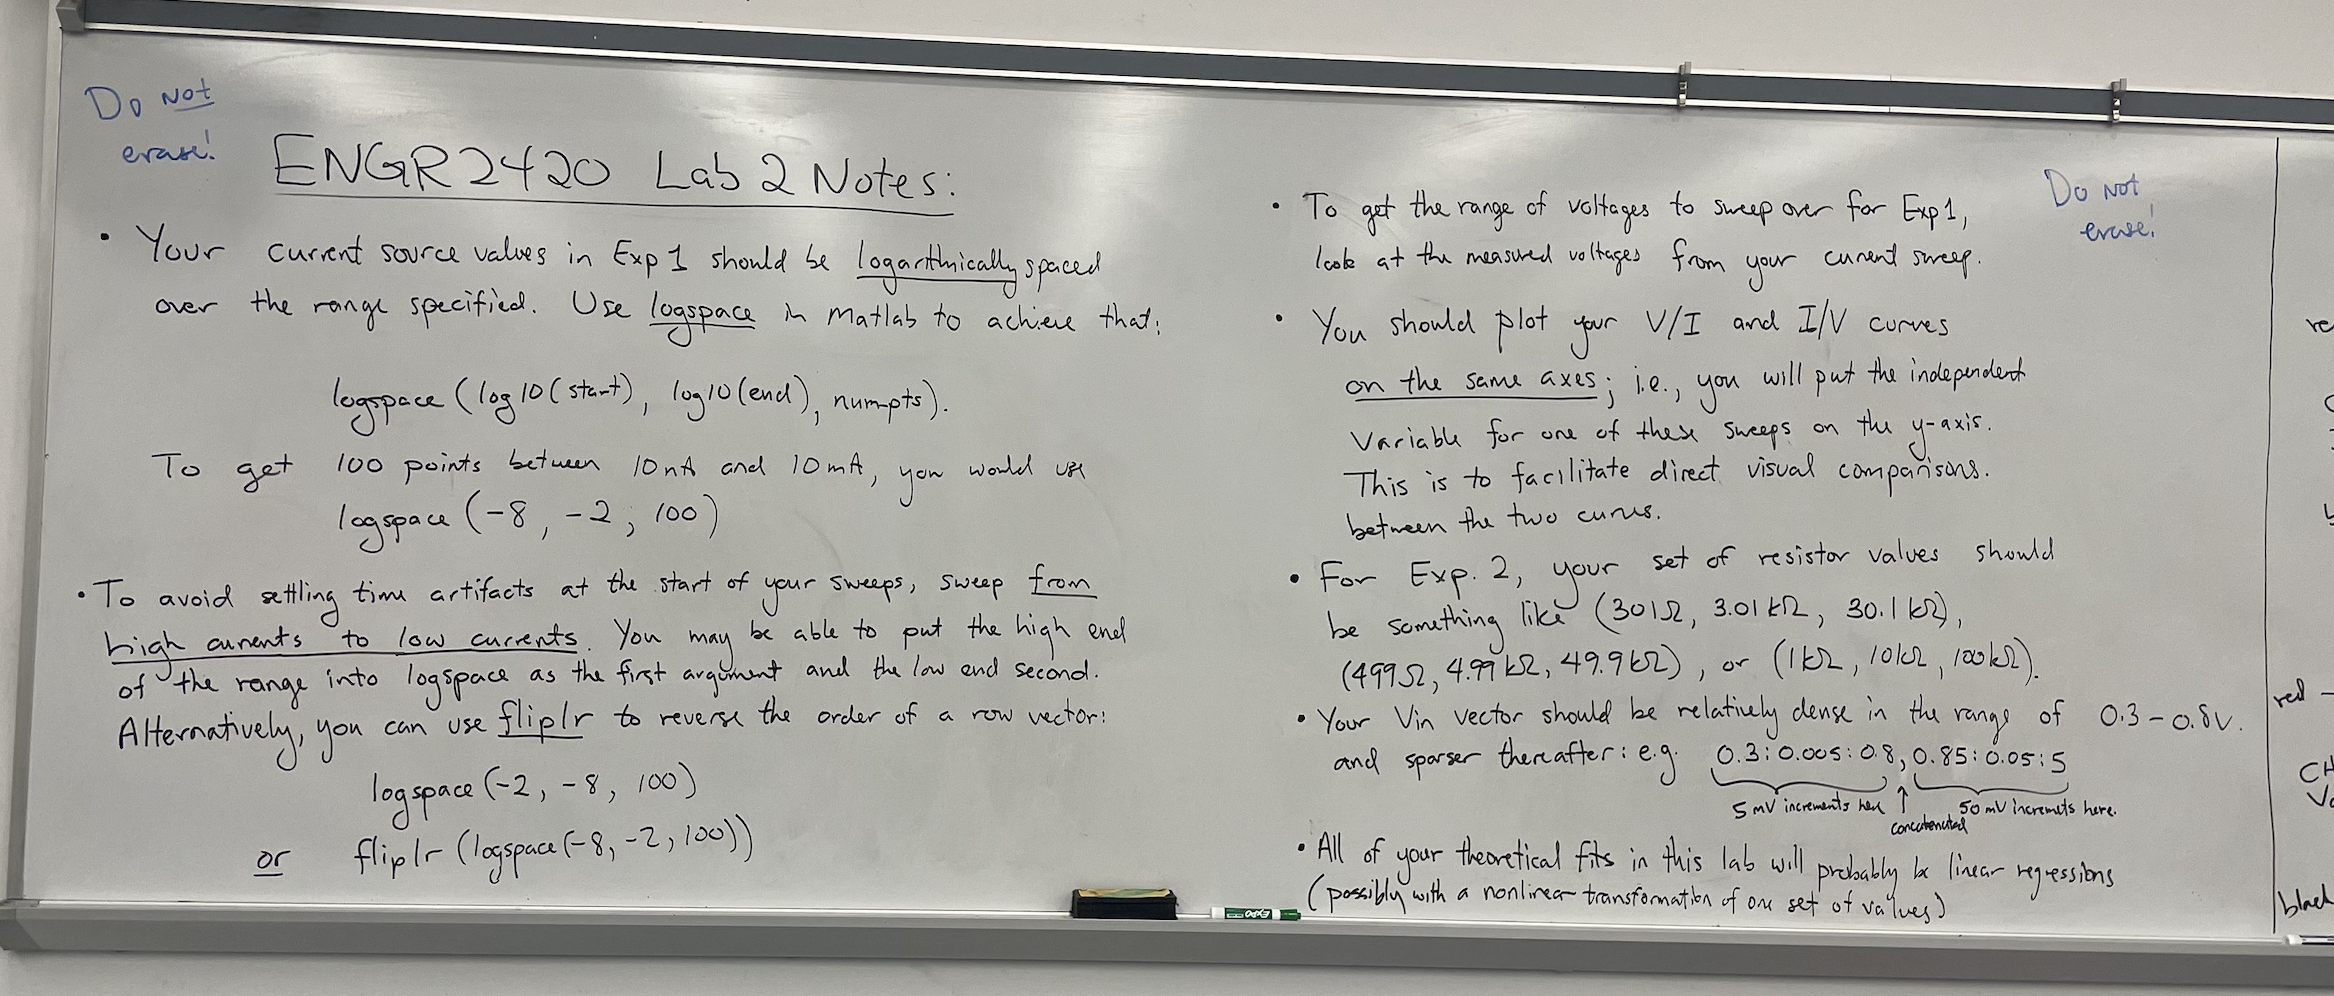 Do Not
erase!
ENGR2420 Lab 2 Notes:
• Your current source values in Exp 1 should be logarithmically spaced
over the range specified. Use logspace in Matlab to achieve that:
logspace (log10(start), log10(end), numpts).
To get 100 points between 10nA and 10mA, you would use
logspace (-8, -2, 100)
• To avoid settling time artifacts at the start of your sweeps, sweep from
high currents to low currents. You may be able to put the high end
of the range into logspace as the first argument and the low end second.
Alternatively, you can use fliplr to reverse the order of a row vector:
logspace (-2, -8, 100)
or fliplr (logspace(-8, -2, 100))
Do Not
erase!
• To get the range of voltages to sweep over for Exp 1,
look at the measured voltages from your current sweep.
• You should plot your V/I and I/V curves
on the same axes; i.e., you will put the independent
Variable for one of these sweeps on the y-axis.
This is to facilitate direct visual comparisons.
between the two curves.
• For Exp. 2, your set of resistor values should
be something like (301Ω, 3.01kΩ, 30.1kΩ),
(499Ω, 4.99kΩ, 49.9kΩ), or (1kΩ, 10kΩ, 100kΩ).
• Your Vin vector should be relatively dense in the range of 0.3-0.8V.
and sparser thereafter: e.g. 0.3:0.005:0.8, 0.85:0.05:5
5 mV increments here ↑ 50 mV incremets here.
concatenated
• All of your theoretical fits in this lab will probably be linear regressions
(possibly with a nonlinear transformation of one set of values)
EXPO
red
black